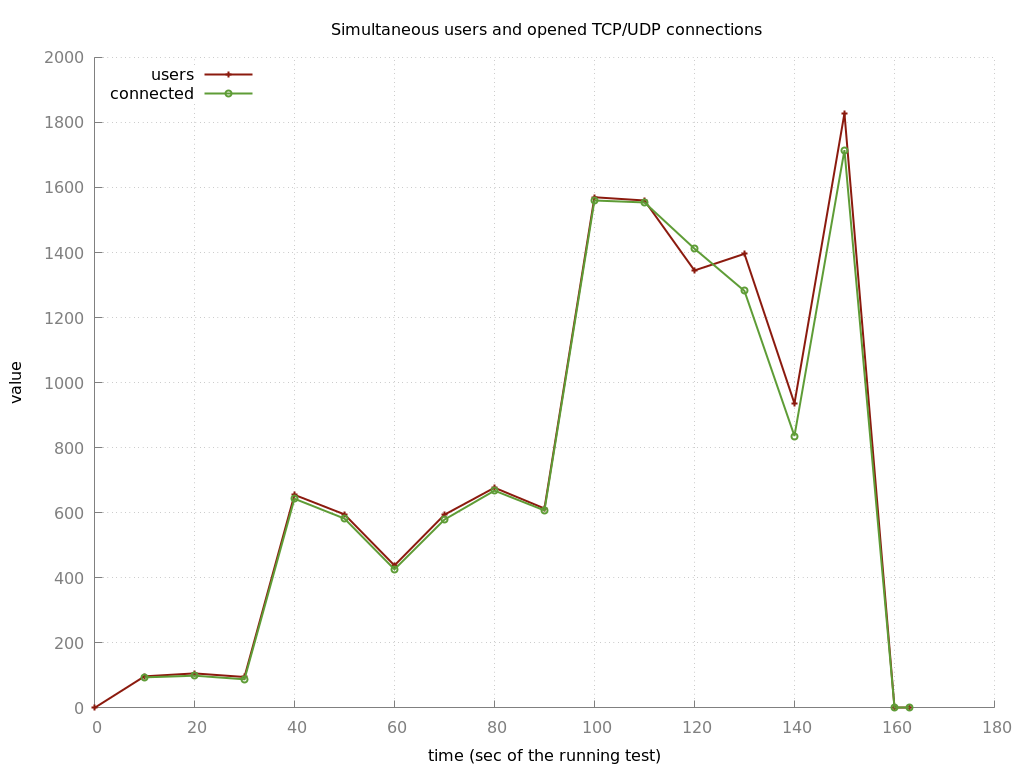 Simultaneous users and opened TCP/UDP connections
users
connected
2000
1800
1600
1400
1200
1000
800
600
400
200
0
value
0 20 40 60 80 100 120 140 160 180
time (sec of the running test)